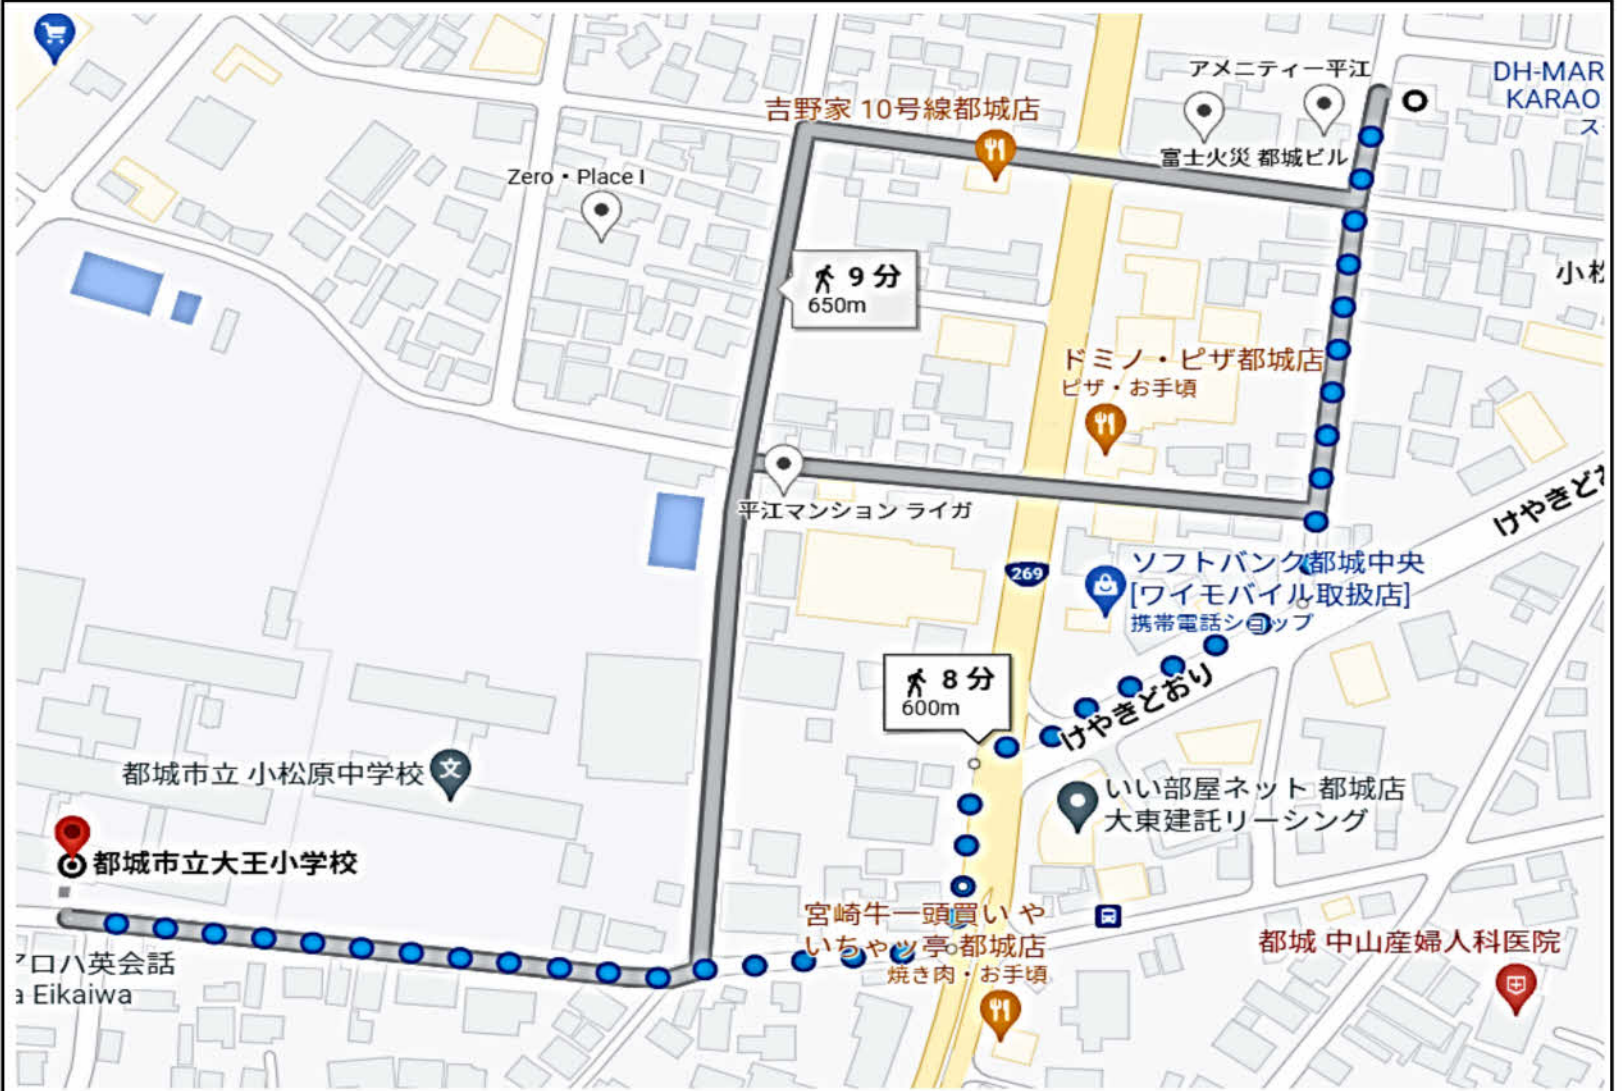 アメニティー平江
DH-MAR
KARAO
吉野家 10号線都城店
富士火災 都城ビル
Zero・Place I
小松
9 分
650m
ドミノ・ピザ都城店
ピザ・お手頃
平江マンション ライガ
けやきどお
269
ソフトバンク都城中央
[ワイモバイル取扱店]
携帯電話ショップ
8 分
600m
けやきどおり
都城市立 小松原中学校
いい部屋ネット 都城店
大東建託リーシング
都城市立大王小学校
宮崎牛一頭買い や
いちゃッ亭 都城店
焼き肉・お手頃
都城 中山産婦人科医院
アロハ英会話
a Eikaiwa